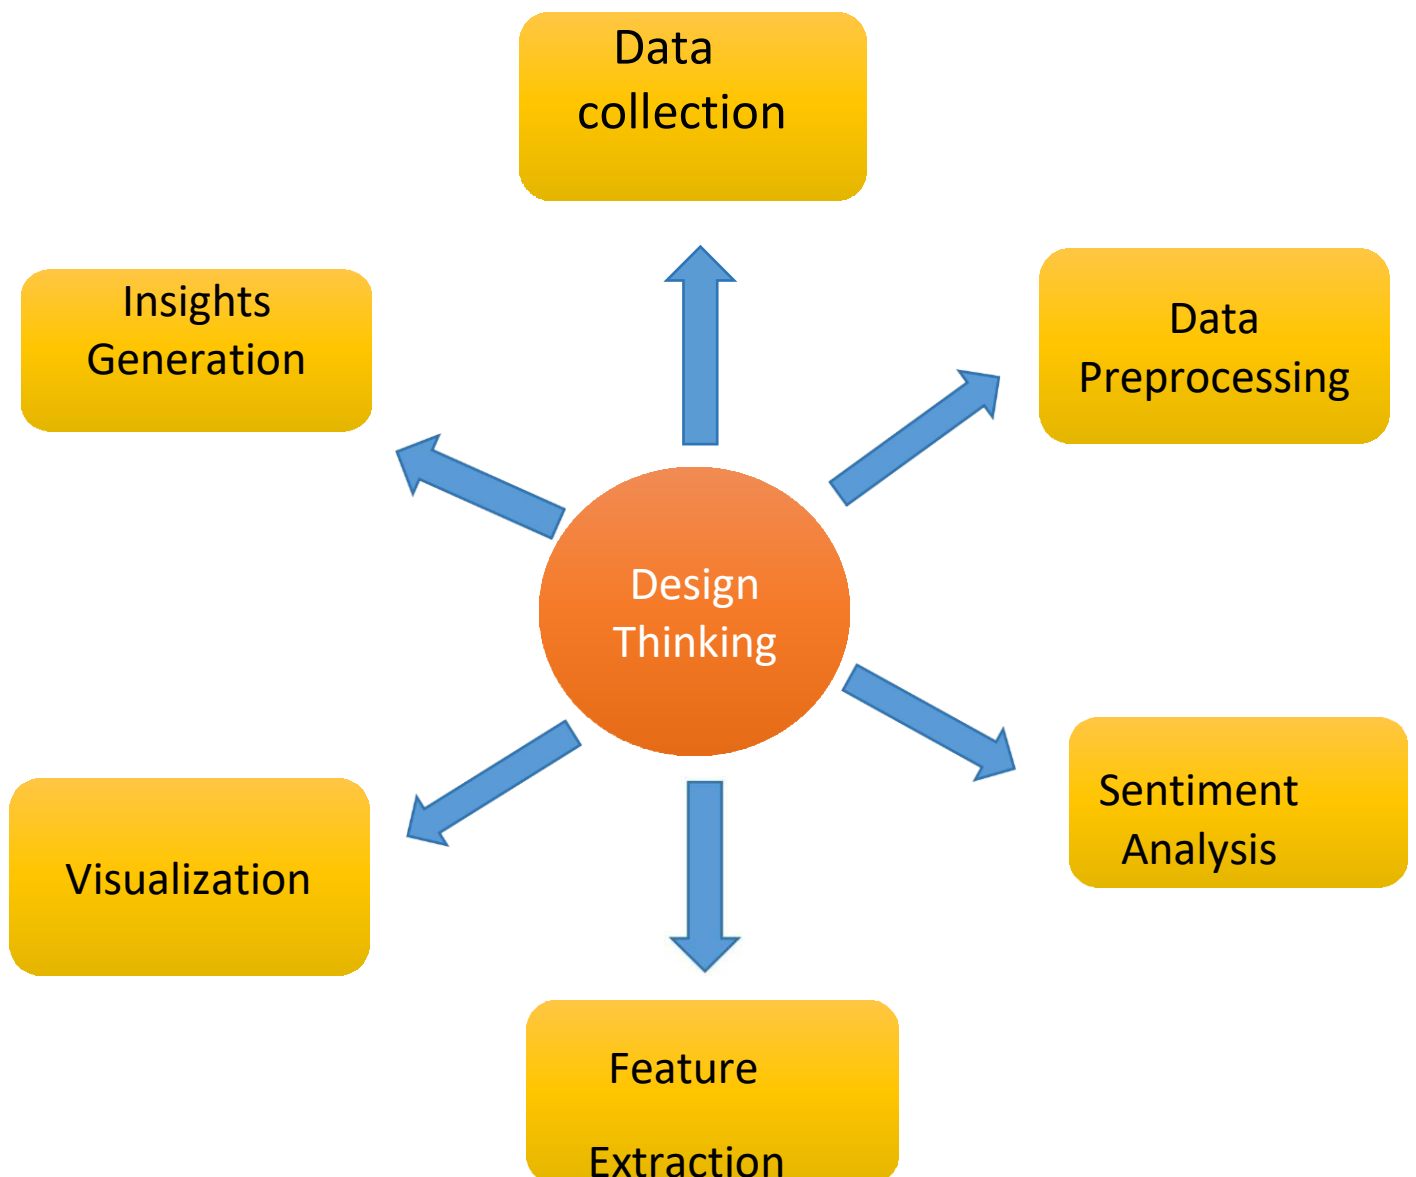 Data
collection
Insights
Generation
Data
Preprocessing
Design
Thinking
Sentiment
Analysis
Visualization
Feature
Extraction